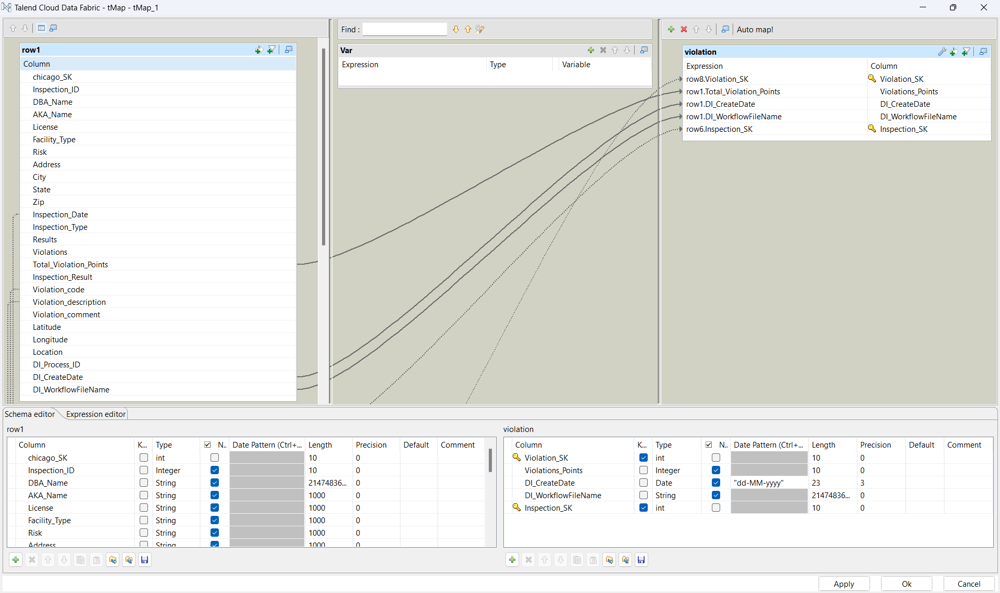 Talend Cloud Data Fabric - tMap - tMap_1
Find :
Auto map!
row1
Column
chicago_SK
Inspection_ID
DBA_Name
AKA_Name
License
Facility_Type
Risk
Address
City
State
Zip
Inspection_Date
Inspection_Type
Results
Violations
Total_Violation_Points
Inspection_Result
Violation_code
Violation_description
Violation_comment
Latitude
Longitude
Location
DI_Process_ID
DI_CreateDate
DI_WorkflowFileName
Var
Expression Type Variable
violation
Expression Column
row8.Violation_SK Violation_SK
row1.Total_Violation_Points Violations_Points
row1.DI_CreateDate DI_CreateDate
row1.DI_WorkflowFileName DI_WorkflowFileName
row6.Inspection_SK Inspection_SK
Schema editor Expression editor
row1
Column K... Type N.. Date Pattern (Ctrl+... Length Precision Default Comment
chicago_SK int 10 0
Inspection_ID Integer 10 0
DBA_Name String 21474836... 0
AKA_Name String 1000 0
License String 1000 0
Facility_Type String 1000 0
Risk String 1000 0
Address String 1000 0
violation
Column K... Type N.. Date Pattern (Ctrl+... Length Precision Default Comment
Violation_SK int 10 0
Violations_Points Integer 10 0
DI_CreateDate Date "dd-MM-yyyy" 23 3
DI_WorkflowFileName String 21474836... 0
Inspection_SK int 10 0
Apply Ok Cancel